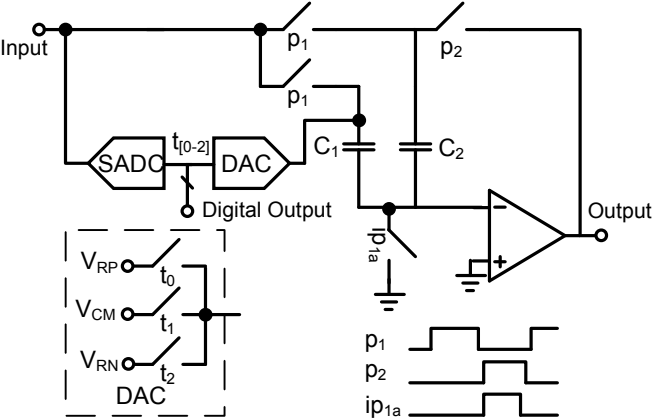 Input
p1
p2
p1
t[0-2]
SADC
DAC
C1
C2
Digital Output
Output
−
+
ip1a
VRP
t0
VCM
t1
VRN
t2
DAC
p1
p2
ip1a